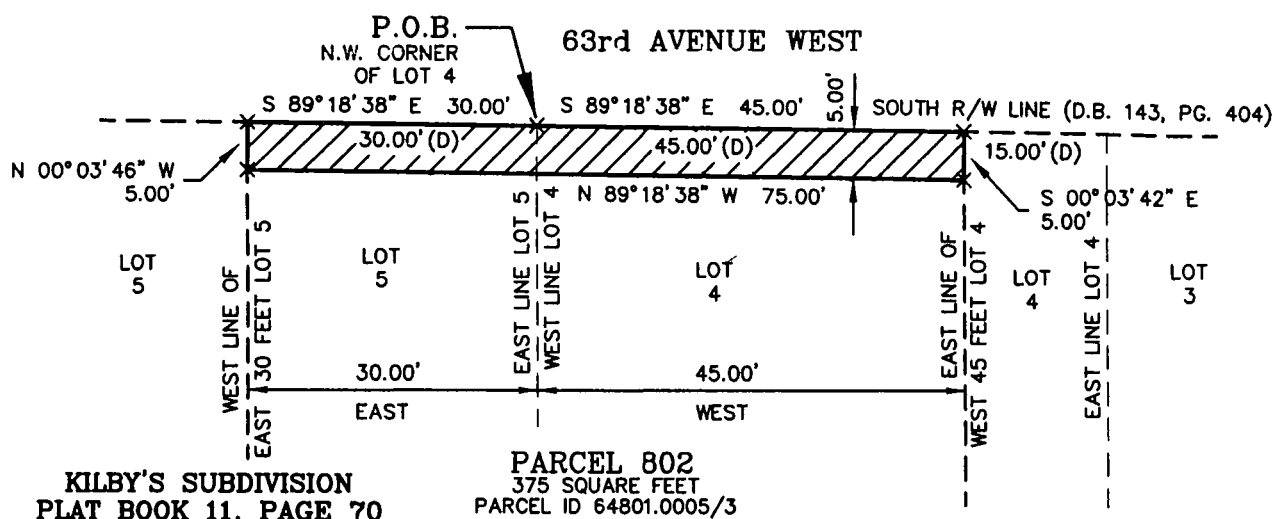 P.O.B.
N.W. CORNER
OF LOT 4
63rd AVENUE WEST
S 89°18'38" E 30.00'
S 89°18'38" E 45.00'
5.00'
SOUTH R/W LINE (D.B. 143, PG. 404)
30.00' (D)
45.00' (D)
15.00' (D)
N 00°03'46" W
5.00'
N 89°18'38" W 75.00'
S 00°03'42" E
5.00'
LOT
5
WEST LINE OF
EAST 30 FEET LOT 5
LOT
5
EAST LINE LOT 5
WEST LINE LOT 4
LOT
4
EAST LINE OF
WEST 45 FEET LOT 4
LOT
4
EAST LINE LOT 4
LOT
3
30.00'
EAST
45.00'
WEST
KILBY'S SUBDIVISION
PLAT BOOK 11, PAGE 70
PARCEL 802
375 SQUARE FEET
PARCEL ID 64801.0005/3